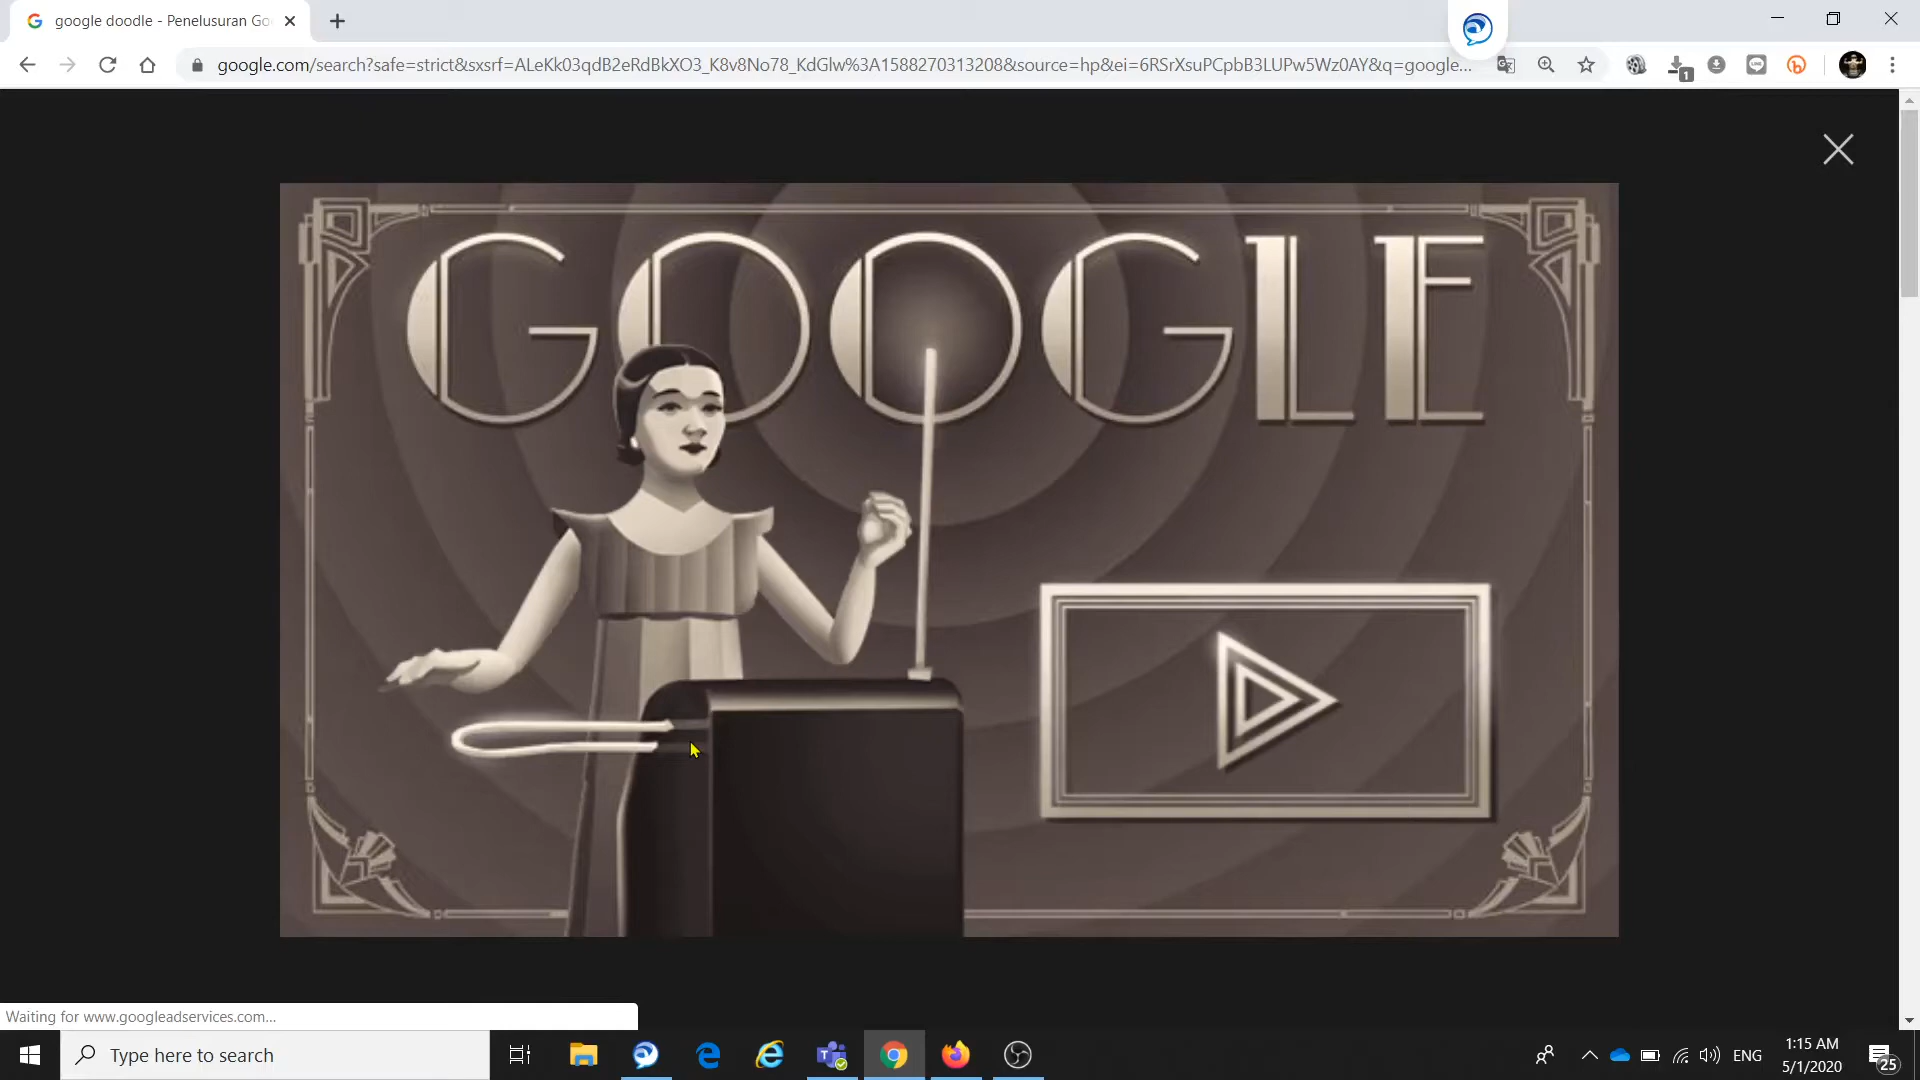 google doodle - Penelusuran Go
google.com/search?safe=strict&sxsrf=ALeKk03qdB2eRdBkXO3_K8v8No78_KdGlw%3A1588270313208&source=hp&ei=6RSrXsuPCpbB3LUPw5Wz0AY&q=google...
1
GOOGLE
Waiting for www.googleadservices.com...
Type here to search
ENG
1:15 AM
5/1/2020
25